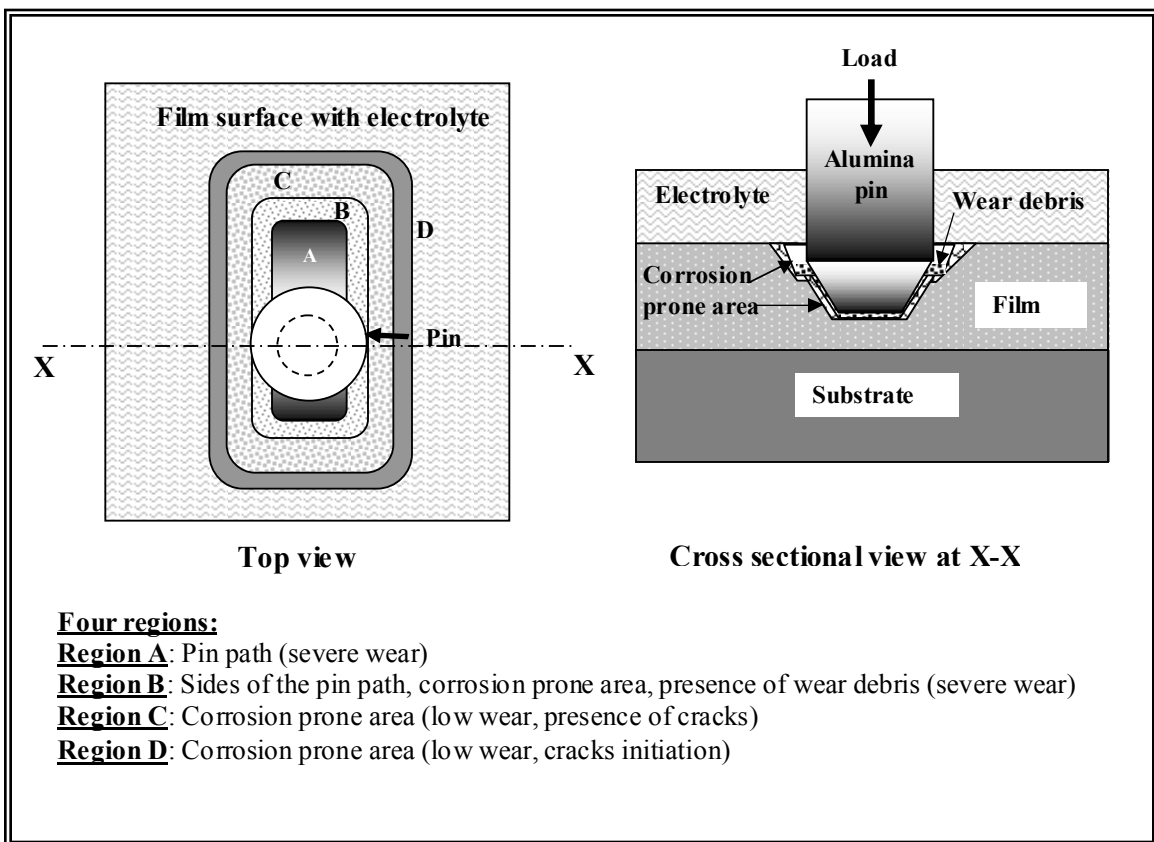 Film surface with electrolyte
C
B
A
D
Pin
X
X
Top view
Load
Alumina
pin
Electrolyte
Wear debris
Corrosion
prone area
Film
Substrate
Cross sectional view at X-X
Four regions:
Region A: Pin path (severe wear)
Region B: Sides of the pin path, corrosion prone area, presence of wear debris (severe wear)
Region C: Corrosion prone area (low wear, presence of cracks)
Region D: Corrosion prone area (low wear, cracks initiation)